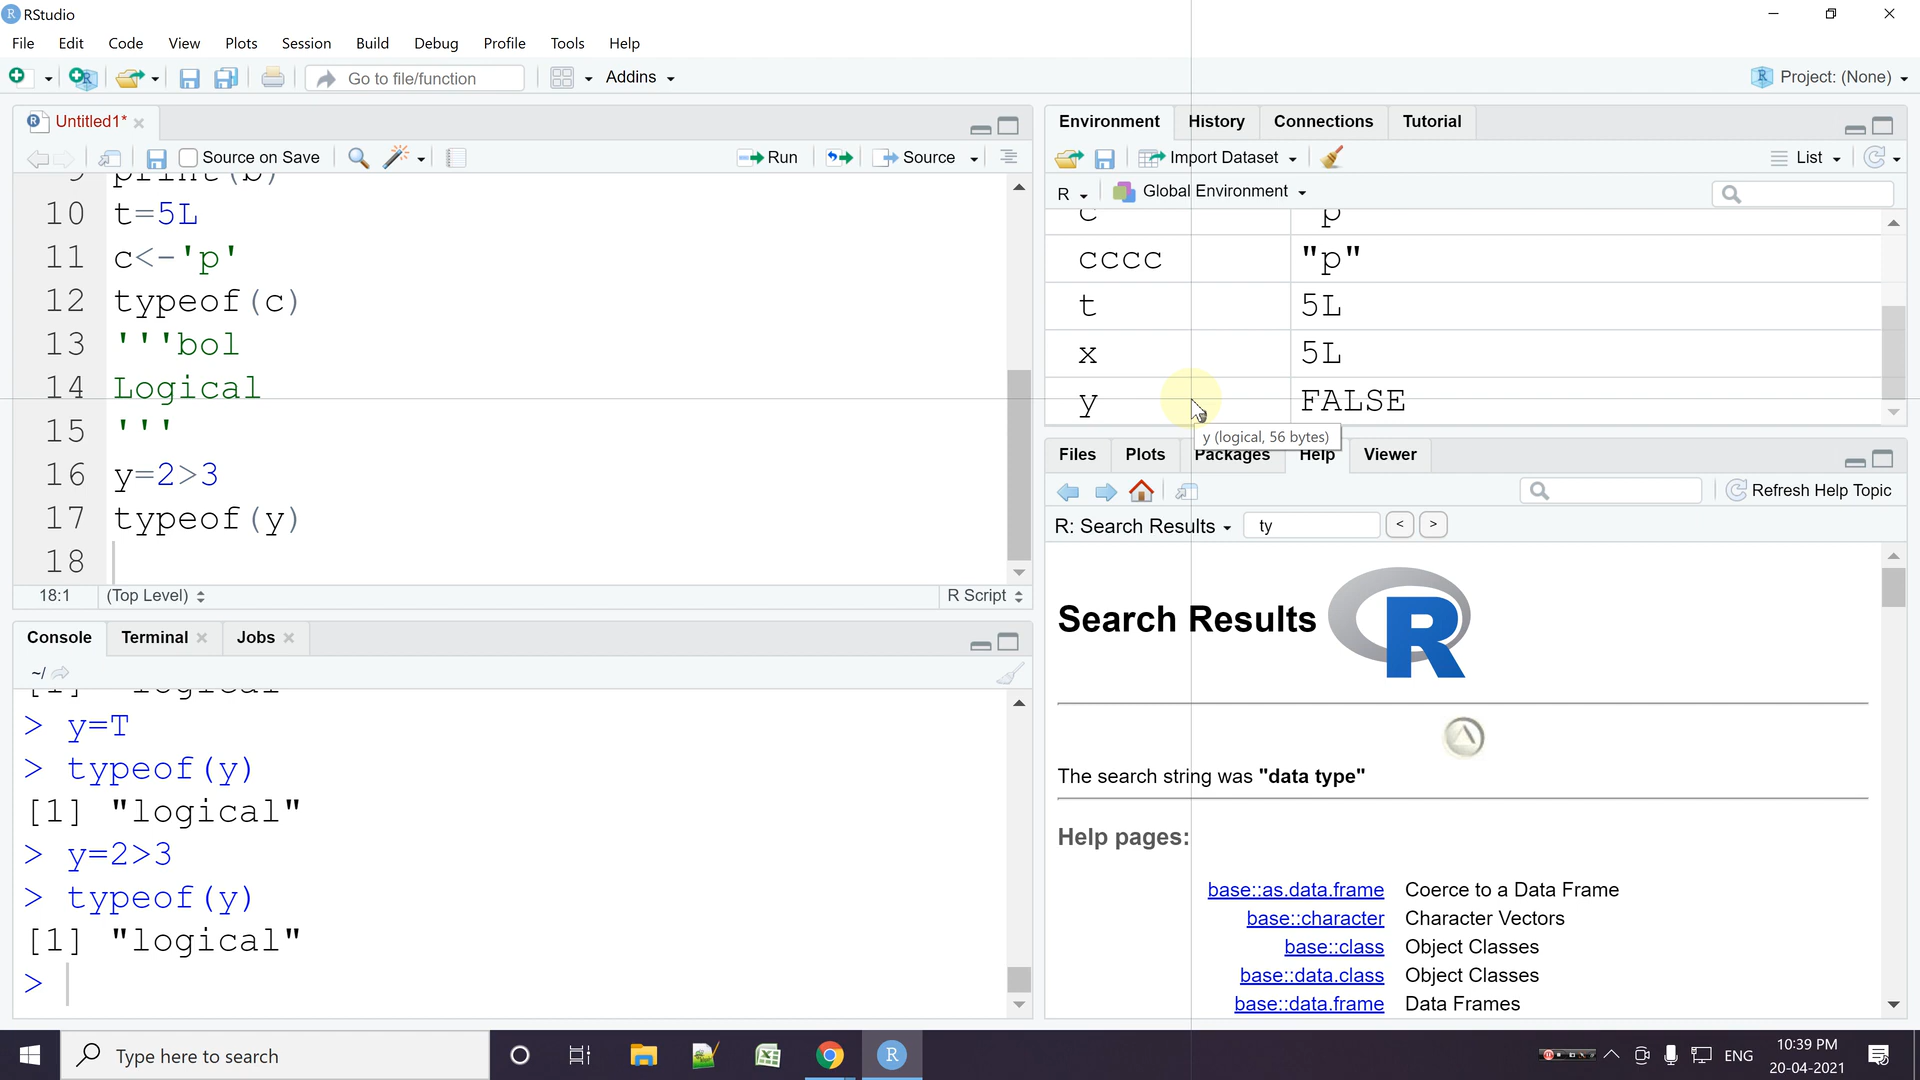 RStudio
File Edit Code View Plots Session Build Debug Profile Tools Help
Go to file/function Addins Project: (None)
Untitled1*
Source on Save Run Source
9 print(b)
10 t=5L
11 c<-'p'
12 typeof(c)
13 '''bol
14 Logical
15 '''
16 y=2>3
17 typeof(y)
18
18:1 (Top Level) R Script
Console Terminal Jobs
~/
[1] "logical"
> y=T
> typeof(y)
[1] "logical"
> y=2>3
> typeof(y)
[1] "logical"
>
Environment History Connections Tutorial
Import Dataset List
R Global Environment
c "p"
cccc "p"
t 5L
x 5L
y FALSE
y (logical, 56 bytes)
Files Plots Packages Help Viewer
Refresh Help Topic
R: Search Results ty < >
Search Results R
The search string was "data type"
Help pages:
base::as.data.frame Coerce to a Data Frame
base::character Character Vectors
base::class Object Classes
base::data.class Object Classes
base::data.frame Data Frames
Type here to search
ENG
10:39 PM
20-04-2021